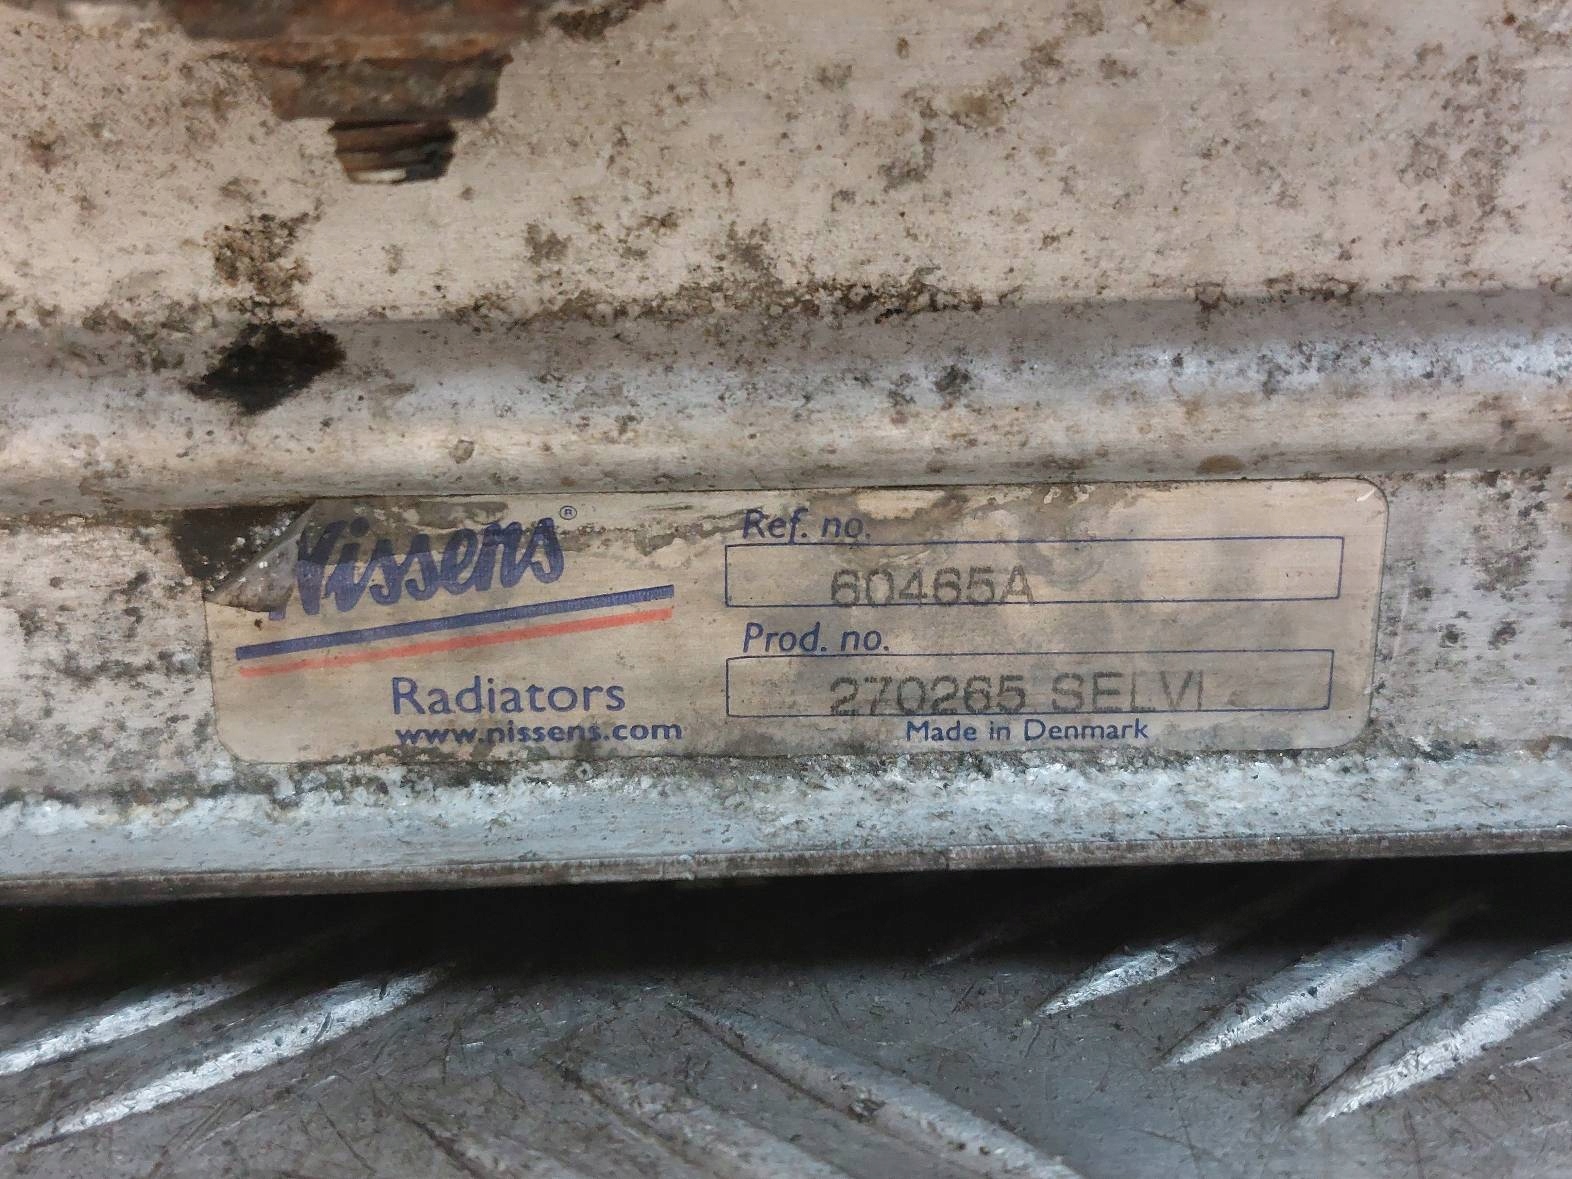 Nissens®
Radiators
www.nissens.com
Ref. no.
60465A
Prod. no.
270265 SELVI
Made in Denmark